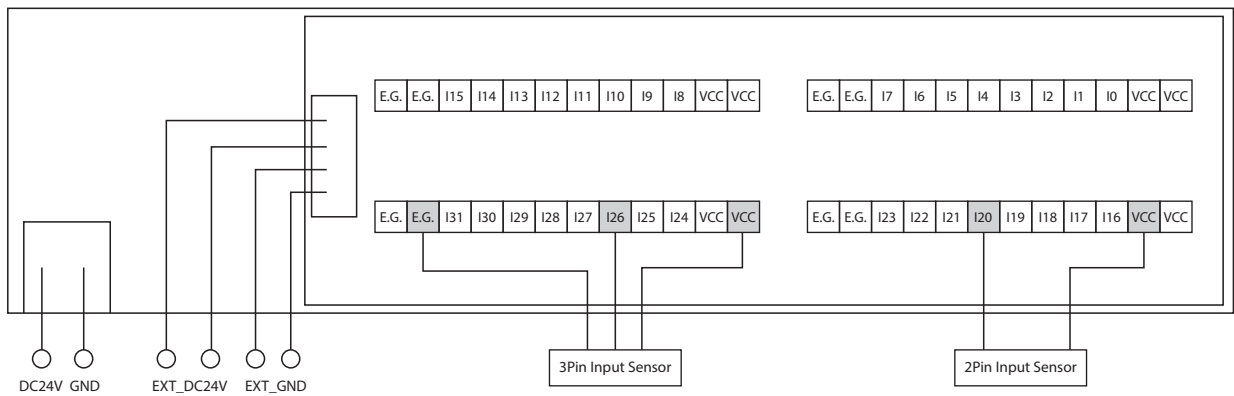 E.G. E.G. I15 I14 I13 I12 I11 I10 I9 I8 VCC VCC
E.G. E.G. I7 I6 I5 I4 I3 I2 I1 I0 VCC VCC
E.G. E.G. I31 I30 I29 I28 I27 I26 I25 I24 VCC VCC
E.G. E.G. I23 I22 I21 I20 I19 I18 I17 I16 VCC VCC
3Pin Input Sensor
2Pin Input Sensor
DC24V GND EXT_DC24V EXT_GND